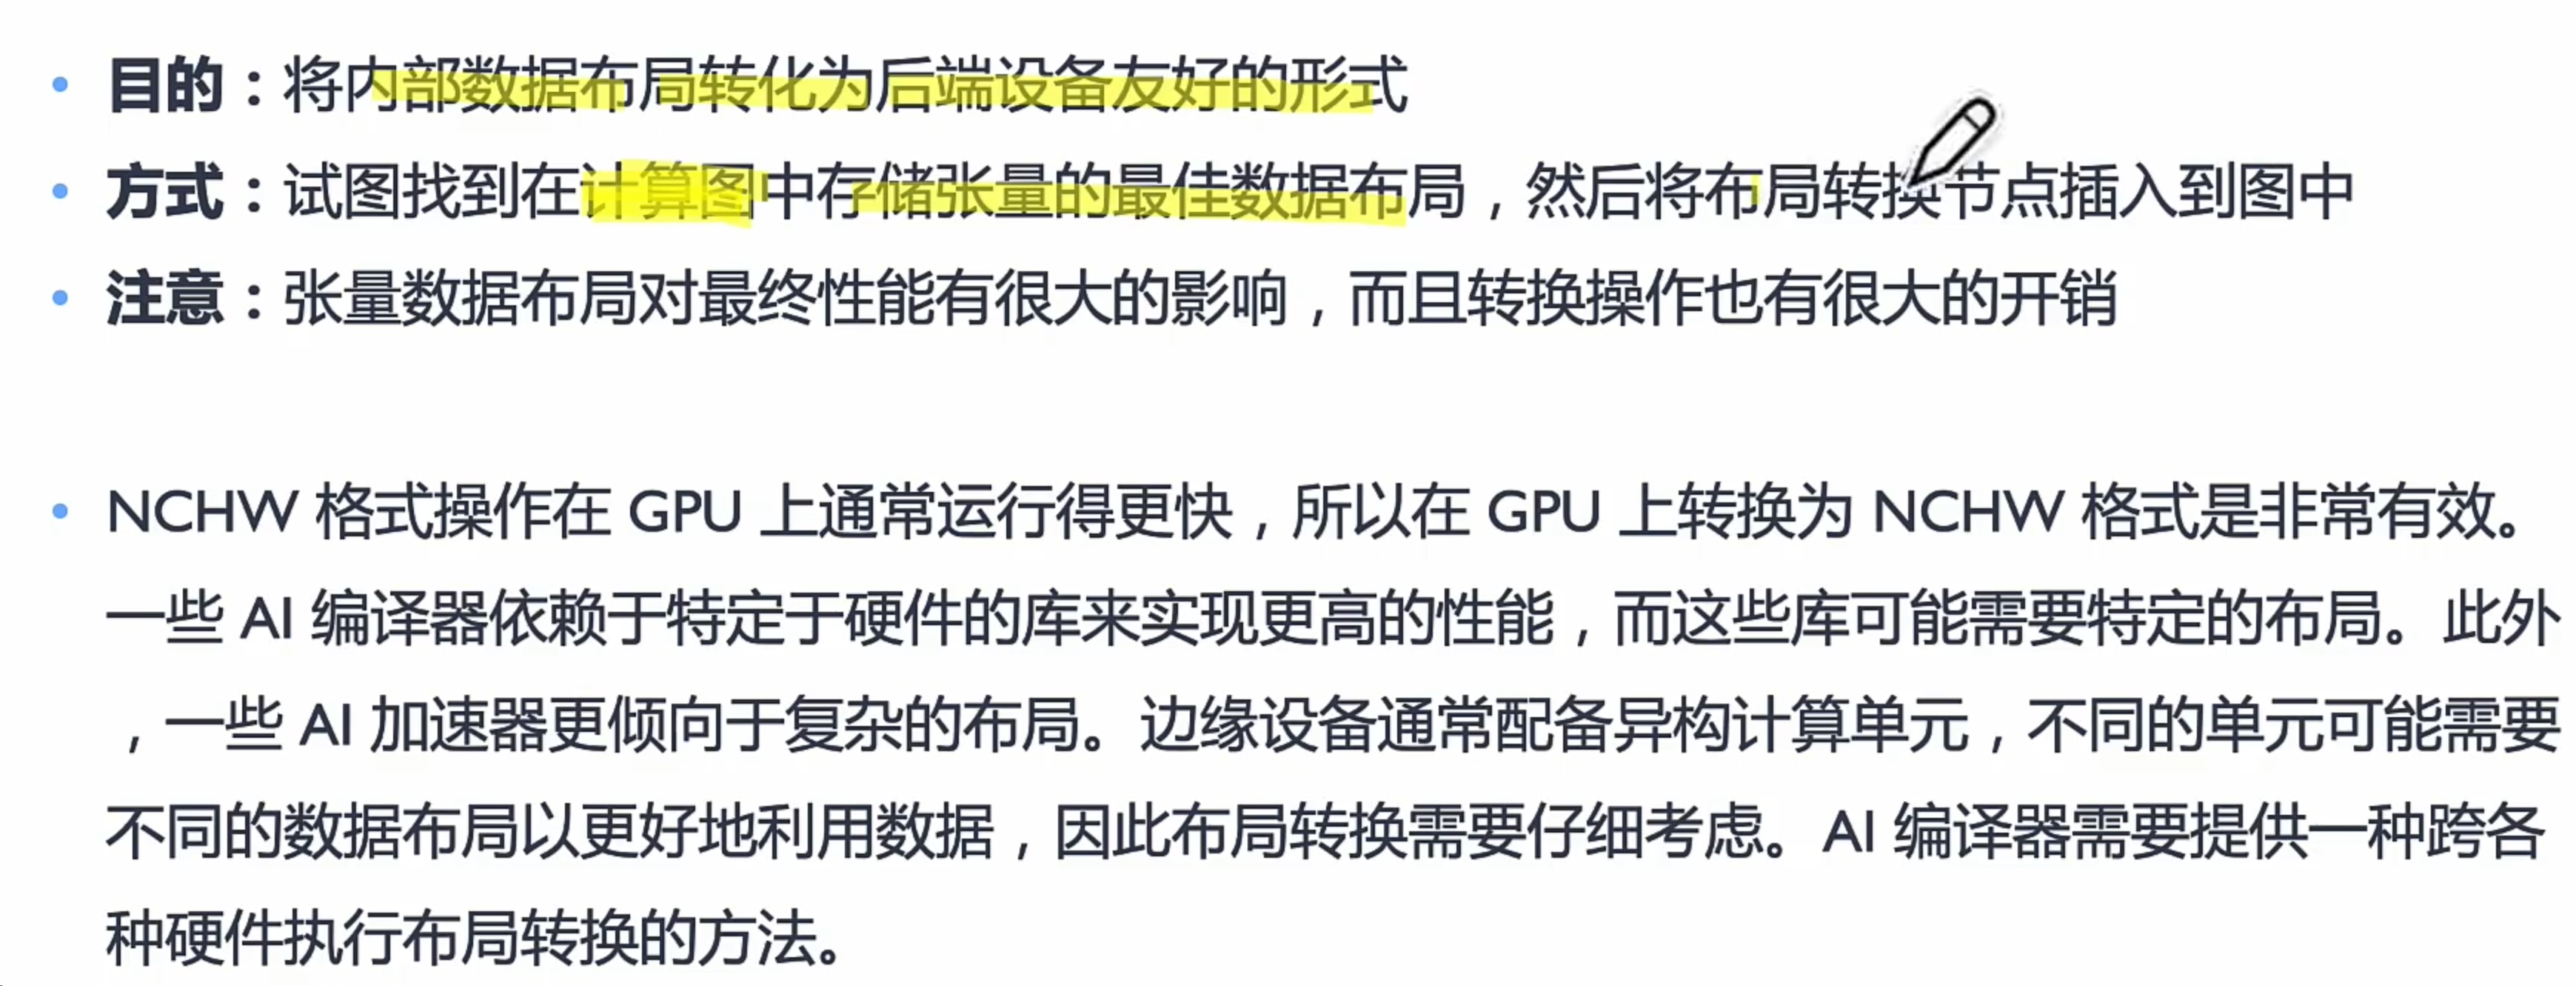 • 目的：将内部数据布局转化为后端设备友好的形式
• 方式：试图找到在计算图中存储张量的最佳数据布局，然后将布局转换节点插入到图中
• 注意：张量数据布局对最终性能有很大的影响，而且转换操作也有很大的开销
• NCHW 格式操作在 GPU 上通常运行得更快，所以在 GPU 上转换为 NCHW 格式是非常有效。
一些 AI 编译器依赖于特定于硬件的库来实现更高的性能，而这些库可能需要特定的布局。此外
，一些 AI 加速器更倾向于复杂的布局。边缘设备通常配备异构计算单元，不同的单元可能需要
不同的数据布局以更好地利用数据，因此布局转换需要仔细考虑。AI 编译器需要提供一种跨各
种硬件执行布局转换的方法。